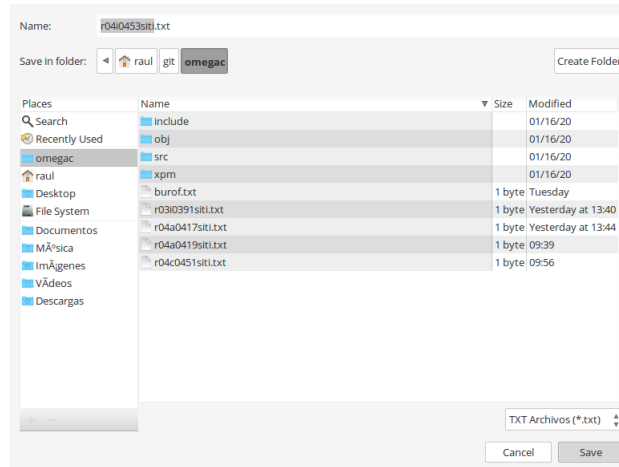 Name: r04i0453siti.txt
Save in folder: raul git omegac Create Folder
Places Name Size Modified
Search include 01/16/20
Recently Used obj 01/16/20
omegac src 01/16/20
raul xpm 01/16/20
Desktop burof.txt 1 byte Tuesday
File System r03i0391siti.txt 1 byte Yesterday at 13:40
Documentos r04a0417siti.txt 1 byte Yesterday at 13:44
MÃºsica r04a0419siti.txt 1 byte 09:39
ImÃ¡genes r04c0451siti.txt 1 byte 09:56
VÃdeos
Descargas
TXT Archivos (*.txt)
Cancel Save